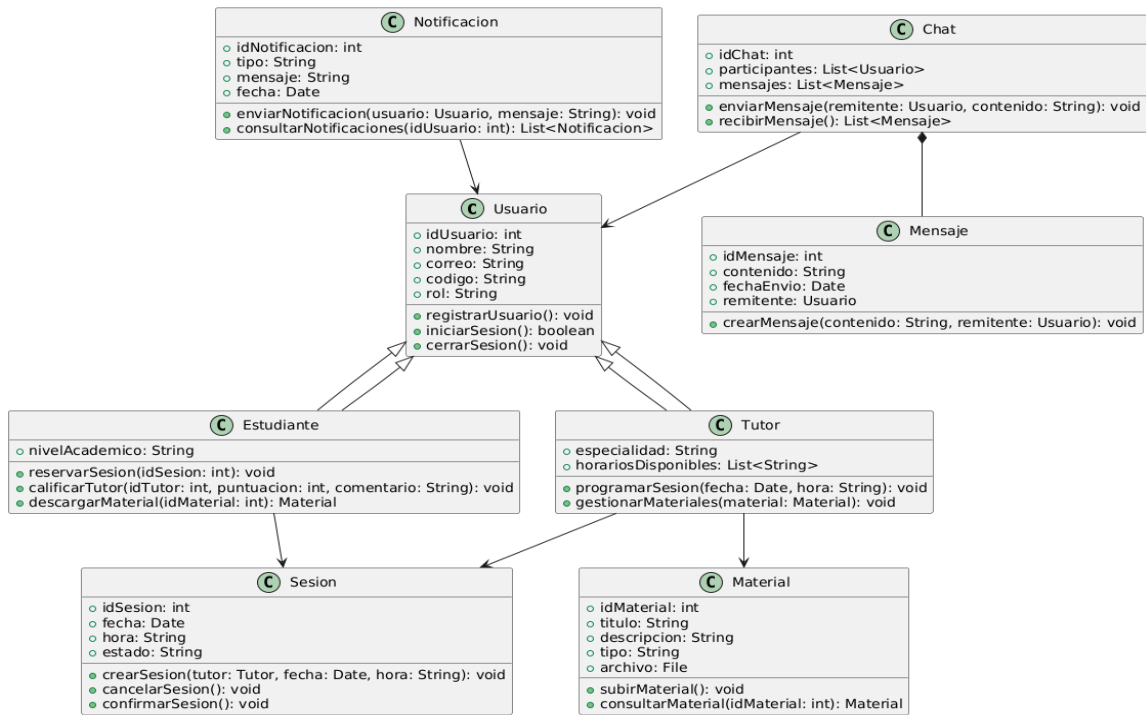 C Notificacion
idNotificacion: int
tipo: String
mensaje: String
fecha: Date
enviarNotificacion(usuario: Usuario, mensaje: String): void
consultarNotificaciones(idUsuario: int): List<Notificacion>
C Chat
idChat: int
participantes: List<Usuario>
mensajes: List<Mensaje>
enviarMensaje(remitente: Usuario, contenido: String): void
recibirMensaje(): List<Mensaje>
C Usuario
idUsuario: int
nombre: String
correo: String
codigo: String
rol: String
registrarUsuario(): void
iniciarSesion(): boolean
cerrarSesion(): void
C Mensaje
idMensaje: int
contenido: String
fechaEnvio: Date
remitente: Usuario
crearMensaje(contenido: String, remitente: Usuario): void
C Estudiante
nivelAcademico: String
reservarSesion(idSesion: int): void
calificarTutor(idTutor: int, puntuacion: int, comentario: String): void
descargarMaterial(idMaterial: int): Material
C Tutor
especialidad: String
horariosDisponibles: List<String>
programarSesion(fecha: Date, hora: String): void
gestionarMateriales(material: Material): void
C Sesion
idSesion: int
fecha: Date
hora: String
estado: String
crearSesion(tutor: Tutor, fecha: Date, hora: String): void
cancelarSesion(): void
confirmarSesion(): void
C Material
idMaterial: int
titulo: String
descripcion: String
tipo: String
archivo: File
subirMaterial(): void
consultarMaterial(idMaterial: int): Material